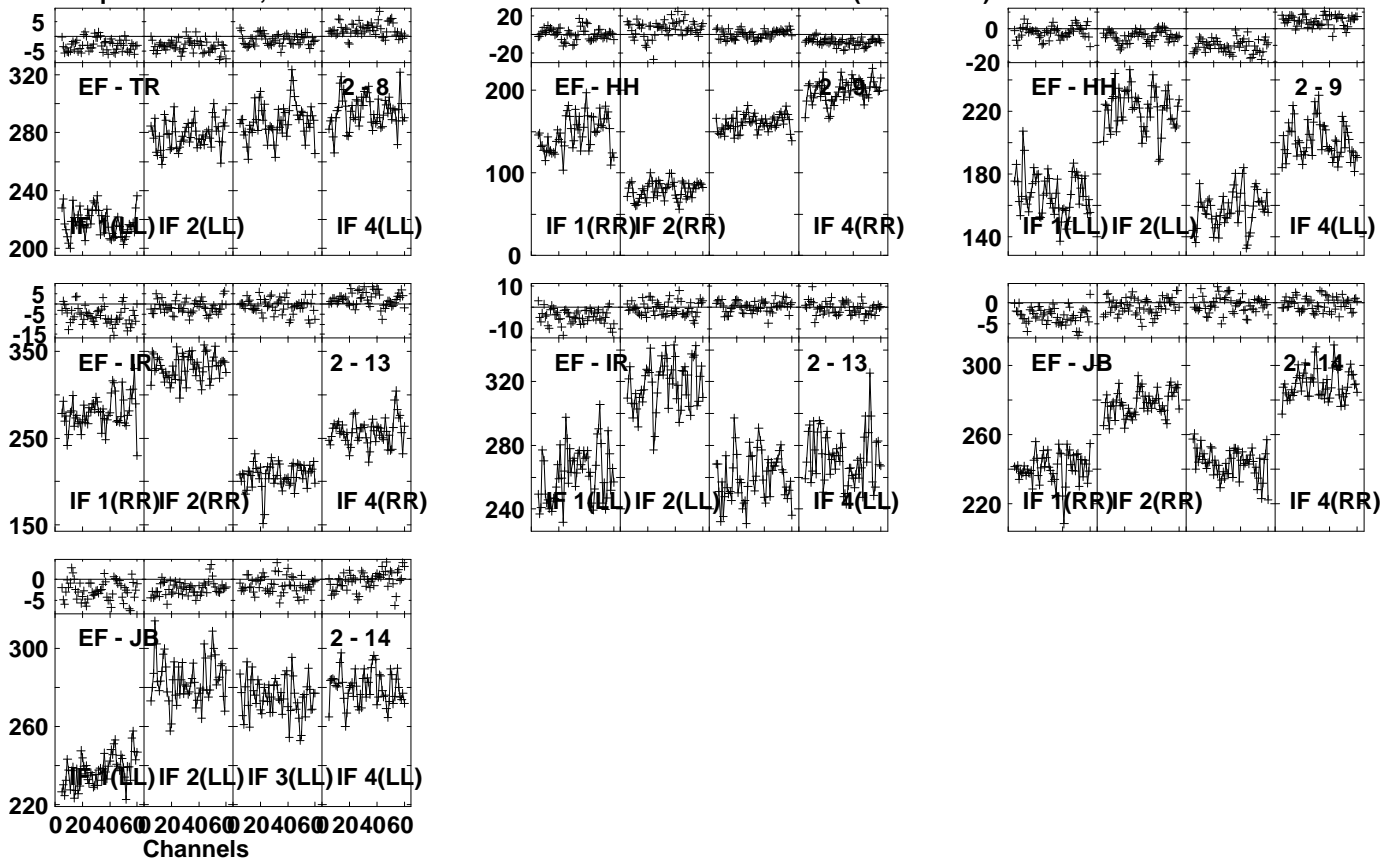 5
-5
320
280
240
200
EF - TR
2 - 8
IF 1(LL) IF 2(LL) IF 4(LL)
20
0
-20
200
100
0
EF - HH
2 - 9
IF 1(RR) IF 2(RR) IF 4(RR)
0
-20
220
180
140
EF - HH
2 - 9
IF 1(LL) IF 2(LL) IF 4(LL)
5
-5
-15
350
250
150
EF - IR
2 - 13
IF 1(RR) IF 2(RR) IF 4(RR)
10
-10
320
280
240
EF - IR
2 - 13
IF 1(LL) IF 2(LL) IF 4(LL)
0
-5
300
260
220
EF - JB
2 - 14
IF 1(RR) IF 2(RR) IF 4(RR)
0
-5
300
260
220
EF - JB
2 - 14
IF 1(LL) IF 2(LL) IF 3(LL) IF 4(LL)
0 20 40 60 0 20 40 60 0 20 40 60 0 20 40 60
Channels